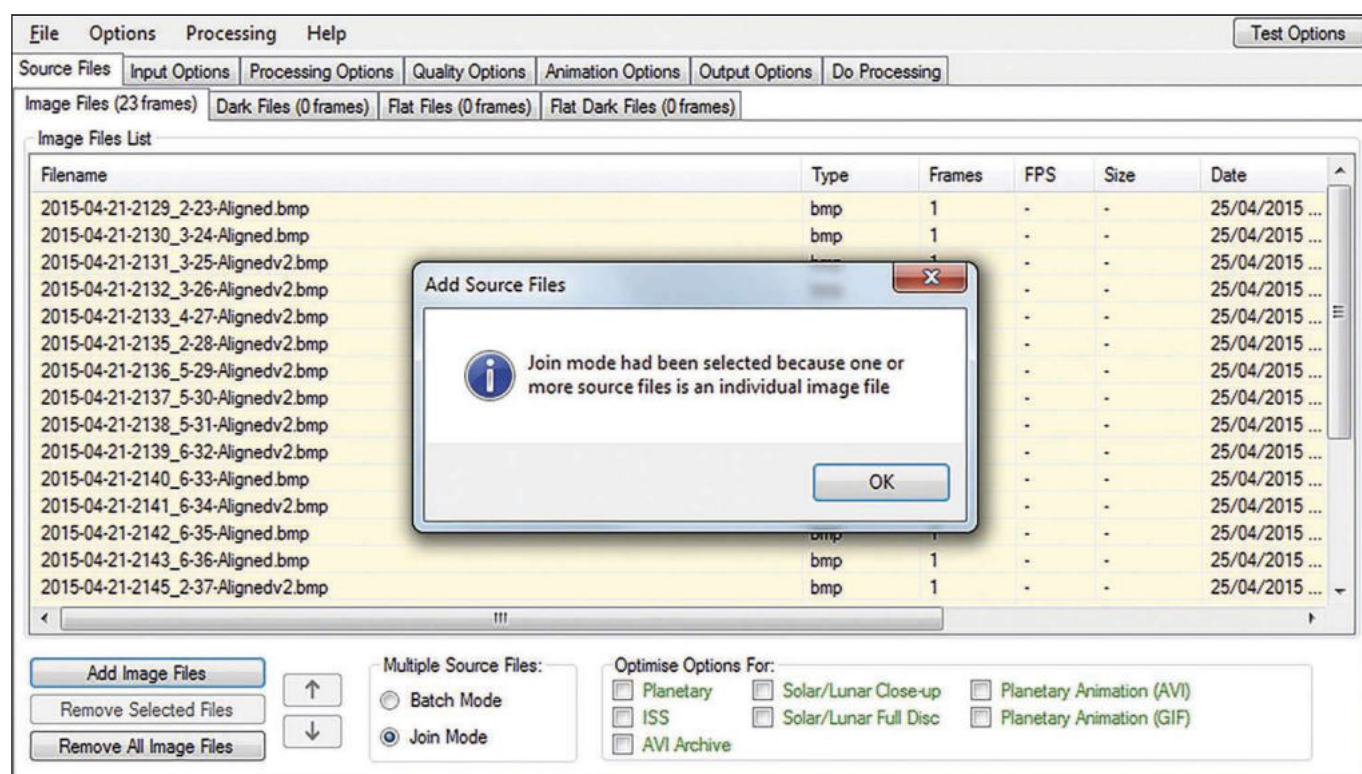 File Options Processing Help Test Options
Source Files Input Options Processing Options Quality Options Animation Options Output Options Do Processing
Image Files (23 frames) Dark Files (0 frames) Flat Files (0 frames) Flat Dark Files (0 frames)
Image Files List
Filename Type Frames FPS Size Date
2015-04-21-2129_2-23-Aligned.bmp bmp 1 - - 25/04/2015 ...
2015-04-21-2130_3-24-Aligned.bmp bmp 1 - - 25/04/2015 ...
2015-04-21-2131_3-25-Alignedv2.bmp bmp 1 - - 25/04/2015 ...
2015-04-21-2132_3-26-Alignedv2.bmp - - 25/04/2015 ...
2015-04-21-2133_4-27-Alignedv2.bmp - - 25/04/2015 ...
2015-04-21-2135_2-28-Alignedv2.bmp - - 25/04/2015 ...
2015-04-21-2136_5-29-Alignedv2.bmp - - 25/04/2015 ...
2015-04-21-2137_5-30-Alignedv2.bmp - - 25/04/2015 ...
2015-04-21-2138_5-31-Alignedv2.bmp - - 25/04/2015 ...
2015-04-21-2139_6-32-Alignedv2.bmp - - 25/04/2015 ...
2015-04-21-2140_6-33-Aligned.bmp - - 25/04/2015 ...
2015-04-21-2141_6-34-Alignedv2.bmp - - 25/04/2015 ...
2015-04-21-2142_6-35-Aligned.bmp bmp 1 - - 25/04/2015 ...
2015-04-21-2143_6-36-Aligned.bmp bmp 1 - - 25/04/2015 ...
2015-04-21-2145_2-37-Alignedv2.bmp bmp 1 - - 25/04/2015 ...
Add Source Files
Join mode had been selected because one or
more source files is an individual image file
OK
Add Image Files
Remove Selected Files
Remove All Image Files
Multiple Source Files:
Batch Mode
Join Mode
Optimise Options For:
Planetary Solar/Lunar Close-up Planetary Animation (AVI)
ISS Solar/Lunar Full Disc Planetary Animation (GIF)
AVI Archive